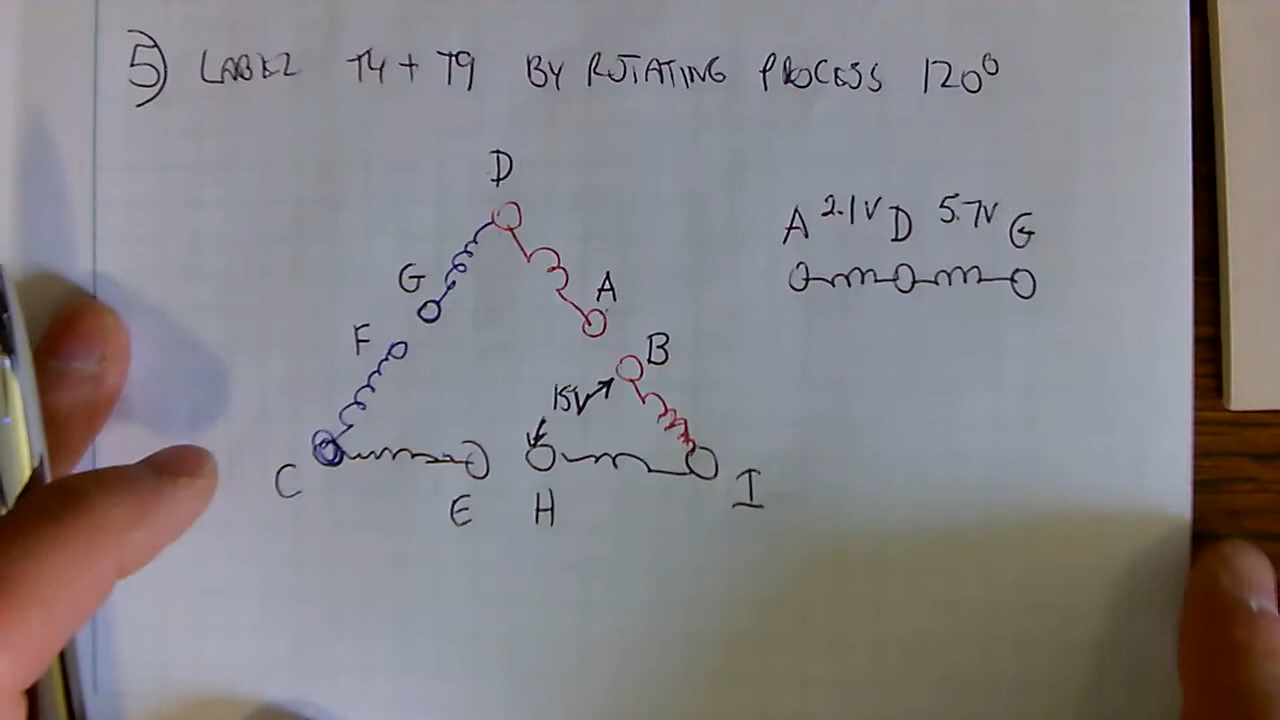 5) LABEL T4 + T9 BY ROTATING PROCESS 120°
D
A 2.1V D 5.7V G
G
A
F
B
15V
C
E
H
I